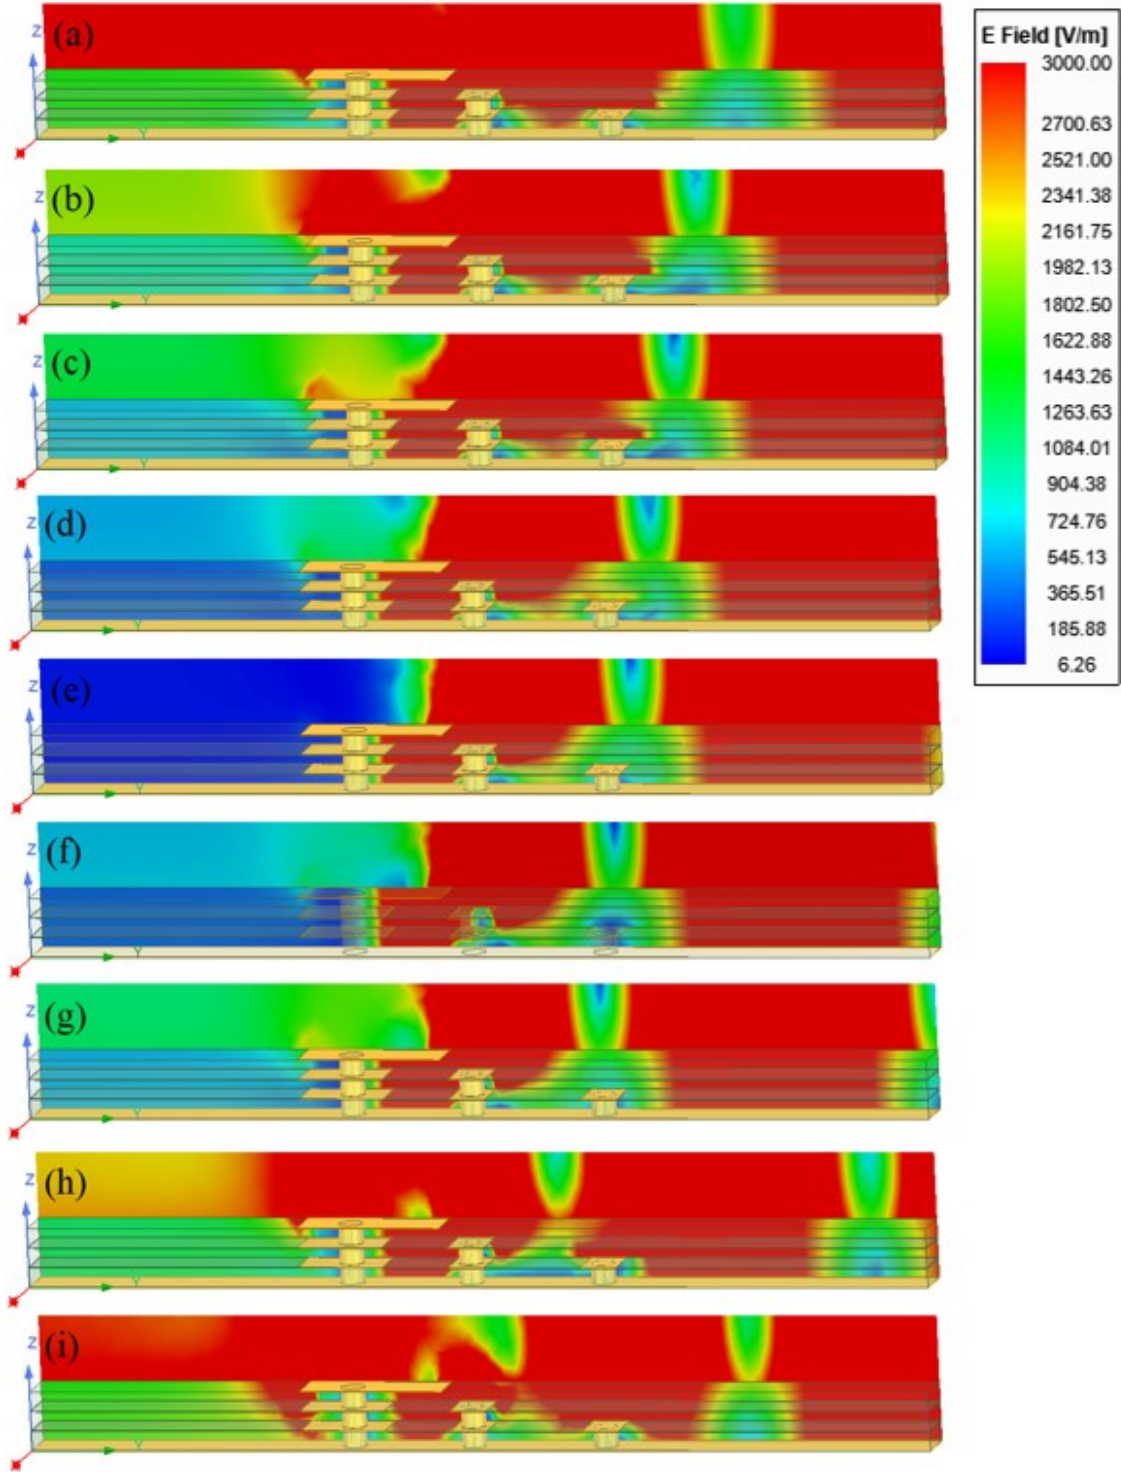 (a)
Z
Y
(b)
Z
Y
(c)
Z
Y
(d)
Z
Y
(e)
Z
Y
(f)
Z
Y
(g)
Z
Y
(h)
Z
Y
(i)
Z
Y
E Field [V/m]
3000.00
2700.63
2521.00
2341.38
2161.75
1982.13
1802.50
1622.88
1443.26
1263.63
1084.01
904.38
724.76
545.13
365.51
185.88
6.26